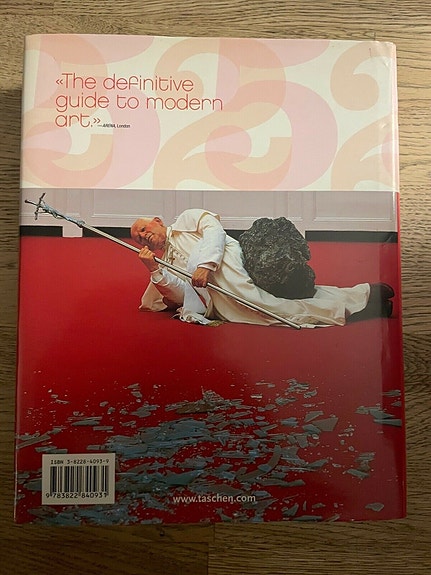 «The definitive
guide to modern
art.» —ARENA, London
ISBN 3-8228-4093-9
9 783822 840931
www.taschen.com